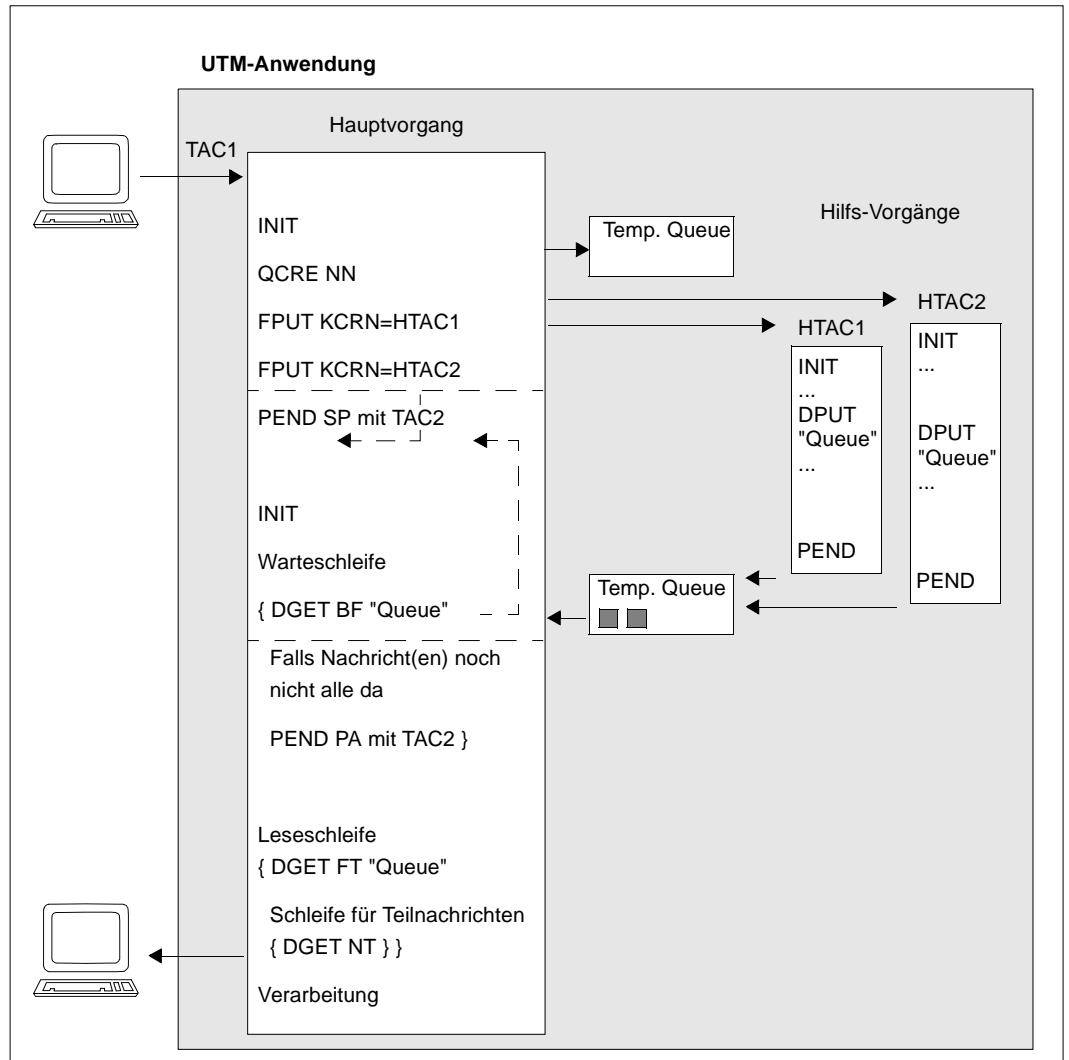 UTM-Anwendung
Hauptvorgang
TAC1
INIT
QCRE NN
FPUT KCRN=HTAC1
FPUT KCRN=HTAC2
PEND SP mit TAC2
INIT
Warteschleife
{ DGET BF "Queue"
Falls Nachricht(en) noch
nicht alle da
PEND PA mit TAC2 }
Leseschleife
{ DGET FT "Queue"
Schleife für Teilnachrichten
{ DGET NT } }
Verarbeitung
Temp. Queue
Hilfs-Vorgänge
HTAC1
INIT
...
DPUT
"Queue"
...
PEND
HTAC2
INIT
...
DPUT
"Queue"
...
PEND
Temp. Queue